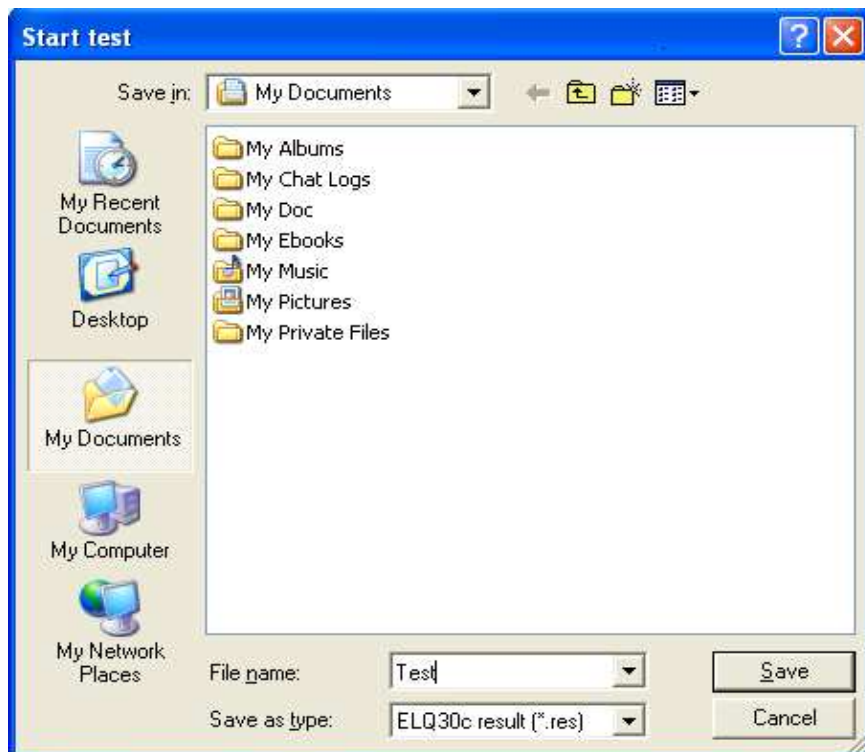 Start test
Save in: My Documents
My Recent
Documents
Desktop
My Documents
My Computer
My Network
Places
My Albums
My Chat Logs
My Doc
My Ebooks
My Music
My Pictures
My Private Files
File name: Test Save
Save as type: ELQ30c result (*.res) Cancel